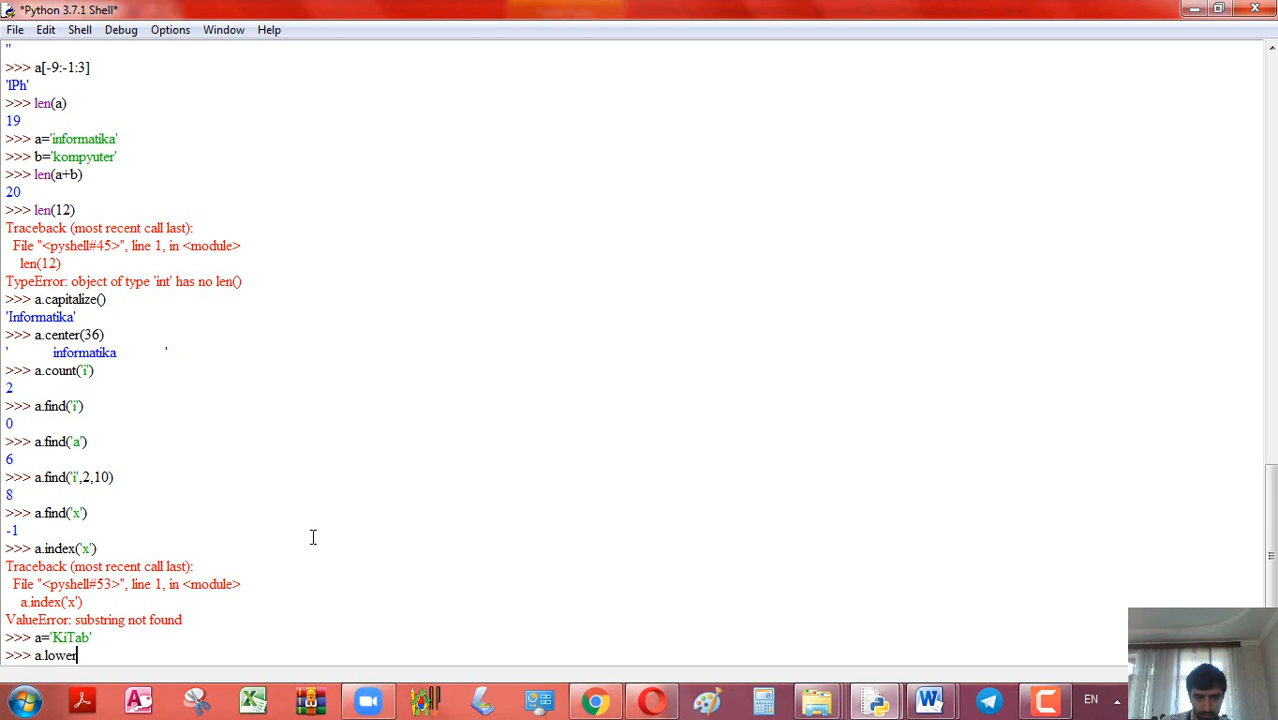 *Python 3.7.1 Shell*
File Edit Shell Debug Options Window Help
''
>>> a[-9:-1:3]
'lPh'
>>> len(a)
19
>>> a='informatika'
>>> b='kompyuter'
>>> len(a+b)
20
>>> len(12)
Traceback (most recent call last):
File "<pyshell#45>", line 1, in <module>
len(12)
TypeError: object of type 'int' has no len()
>>> a.capitalize()
'Informatika'
>>> a.center(36)
'             informatika             '
>>> a.count('i')
2
>>> a.find('i')
0
>>> a.find('a')
6
>>> a.find('i',2,10)
8
>>> a.find('x')
-1
>>> a.index('x')
Traceback (most recent call last):
File "<pyshell#53>", line 1, in <module>
a.index('x')
ValueError: substring not found
>>> a='KiTab'
>>> a.lower
EN